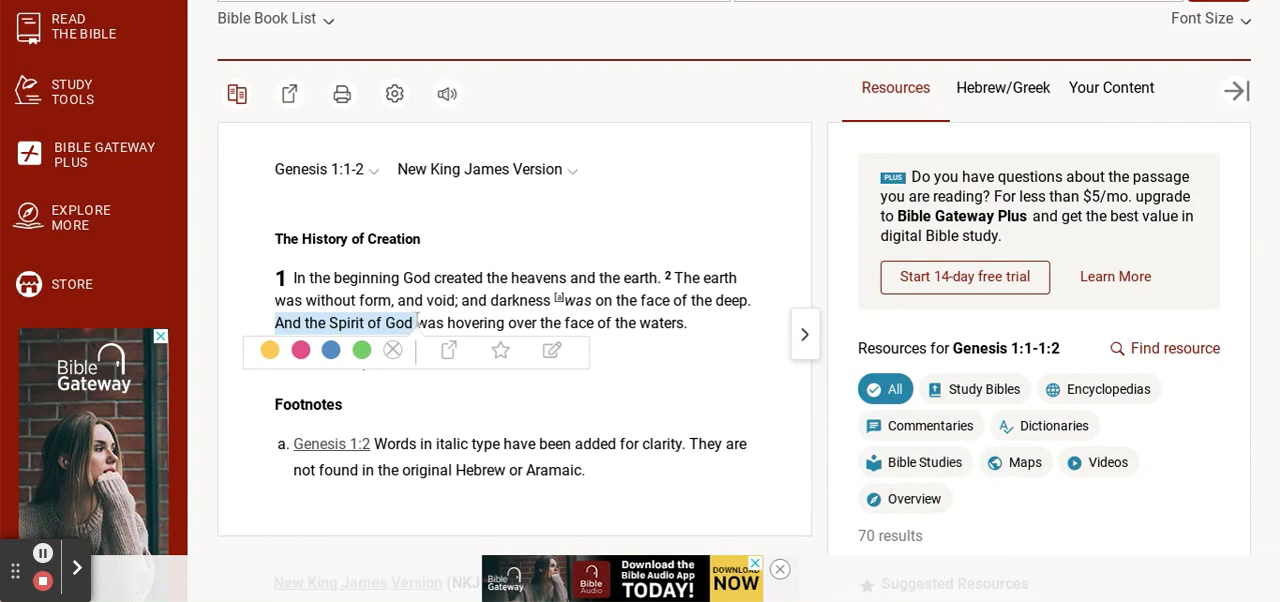 READ
THE BIBLE
Bible Book List
Font Size
STUDY
TOOLS
BIBLE GATEWAY
PLUS
EXPLORE
MORE
STORE
Bible
Gateway
Resources Hebrew/Greek Your Content
Genesis 1:1-2 New King James Version
The History of Creation
1 In the beginning God created the heavens and the earth. 2 The earth
was without form, and void; and darkness [a]was on the face of the deep.
And the Spirit of God was hovering over the face of the waters.
Footnotes
a. Genesis 1:2 Words in italic type have been added for clarity. They are
not found in the original Hebrew or Aramaic.
New King James Version (NKJ
PLUS Do you have questions about the passage
you are reading? For less than $5/mo. upgrade
to Bible Gateway Plus and get the best value in
digital Bible study.
Start 14-day free trial Learn More
Resources for Genesis 1:1-1:2 Find resource
All Study Bibles Encyclopedias
Commentaries Dictionaries
Bible Studies Maps Videos
Overview
70 results
Suggested Resources
Bible
Gateway
Bible
Audio
Download the
Bible Audio App
TODAY!
DOWNLOAD
NOW